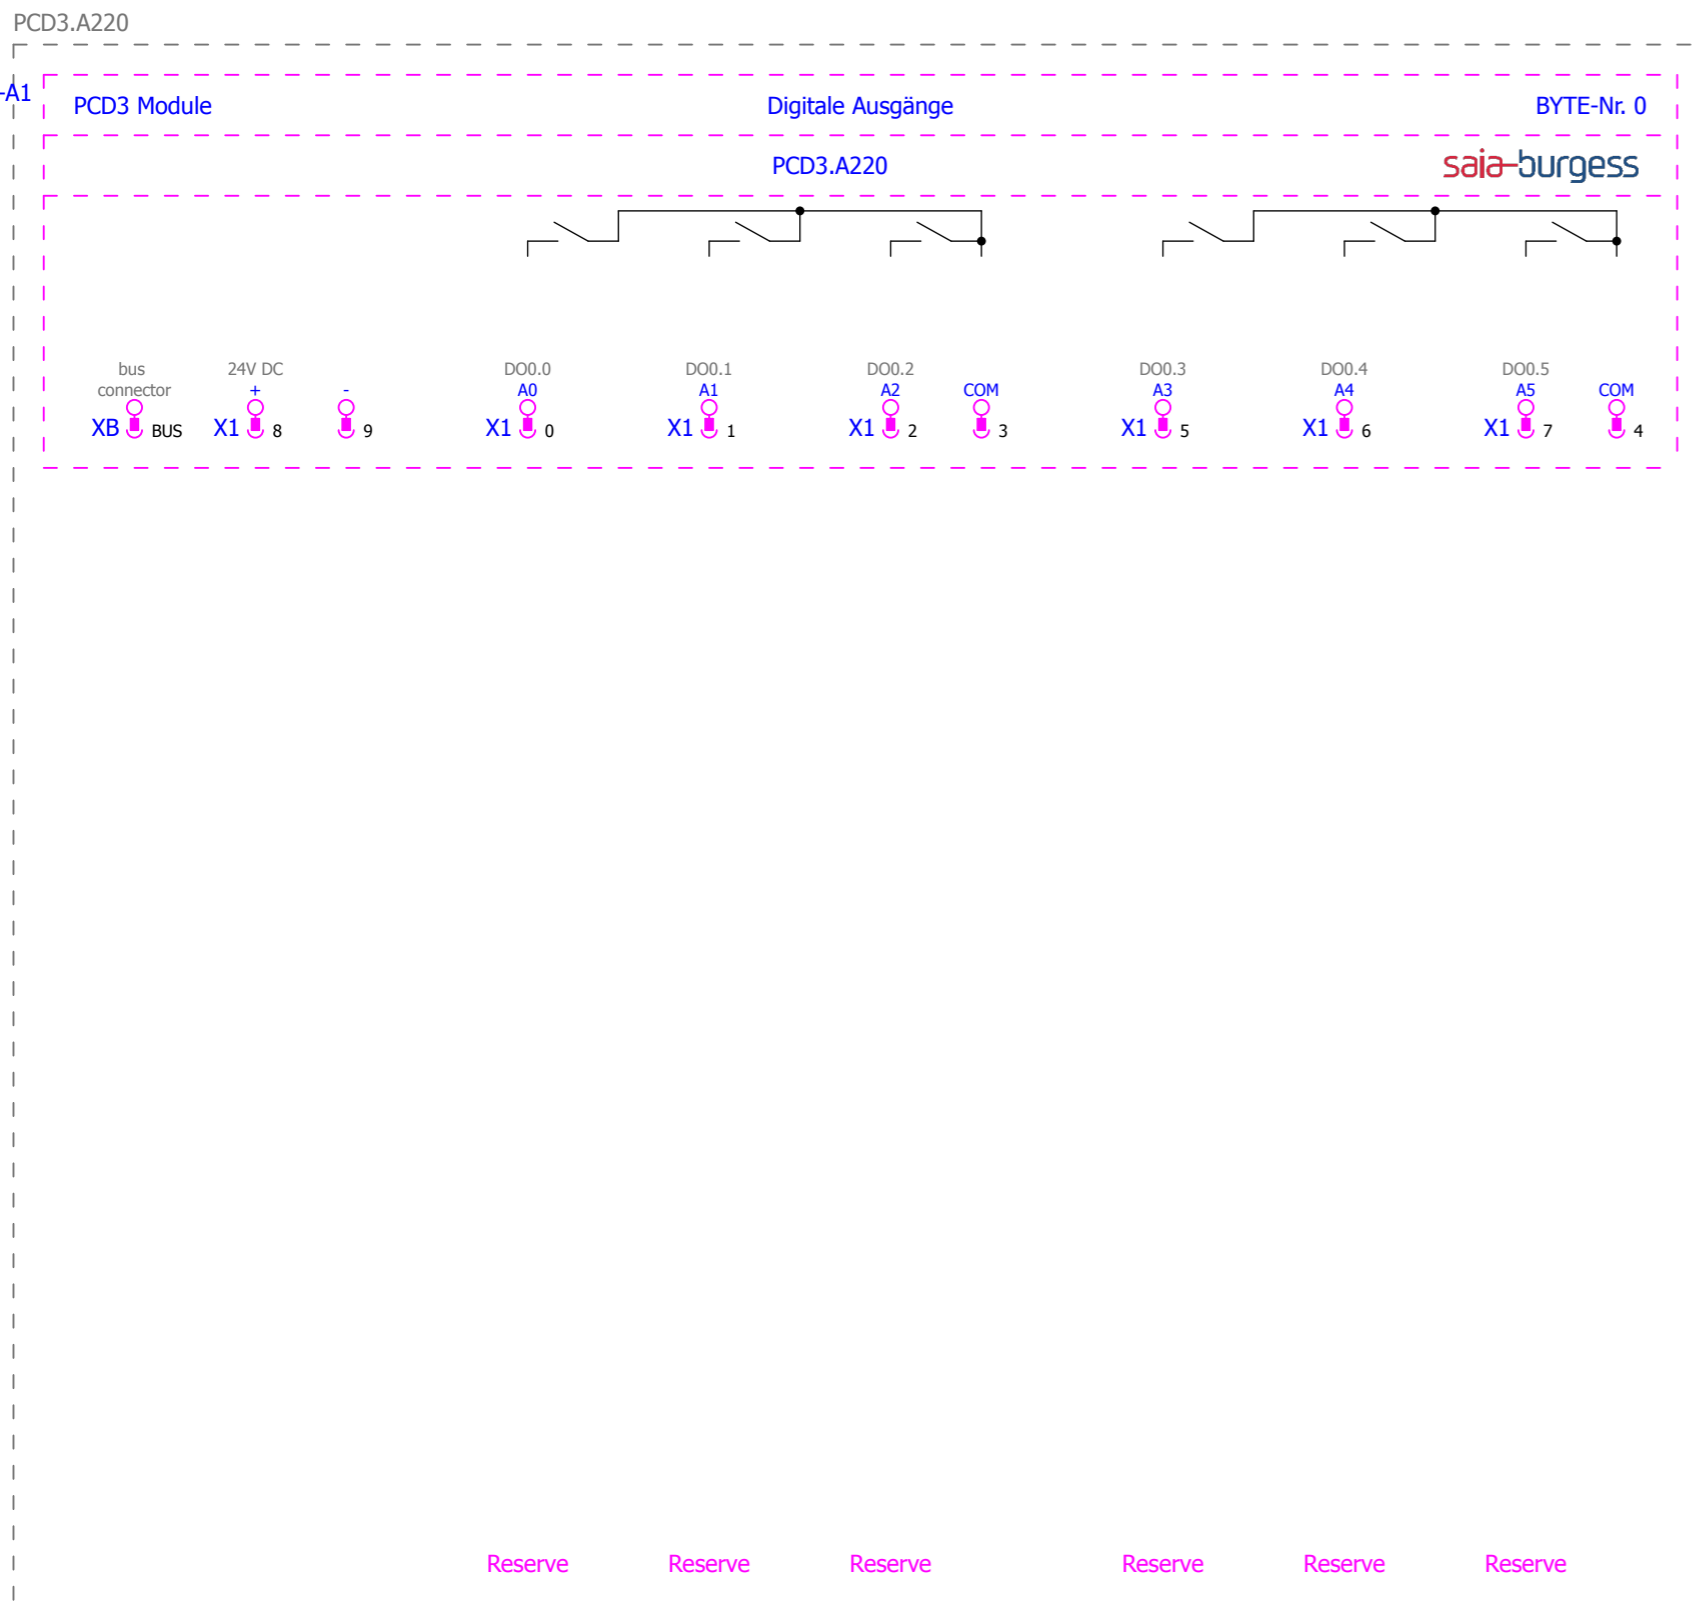 PCD3.A220
-A1
PCD3 Module Digitale Ausgänge BYTE-Nr. 0
PCD3.A220 saia-burgess
bus 24V DC DO0.0 DO0.1 DO0.2 DO0.3 DO0.4 DO0.5
connector + - A0 A1 A2 COM A3 A4 A5 COM
XB BUS X1 8 9 X1 0 X1 1 X1 2 3 X1 5 X1 6 X1 7 4
Reserve Reserve Reserve Reserve Reserve Reserve